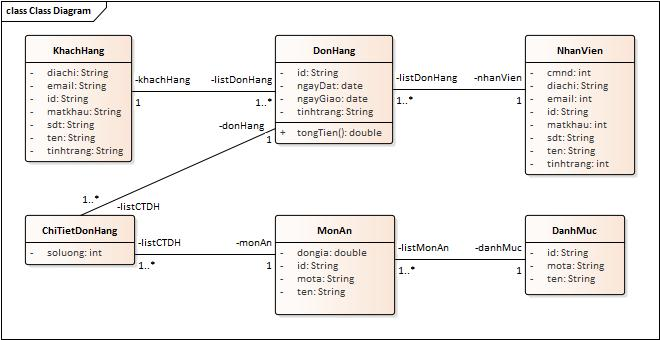 class Class Diagram
KhachHang
- diachi: String
- email: String
- id: String
- matkhau: String
- sdt: String
- ten: String
- tinhtrang: String
-khachHang
1
-listDonHang
1..*
DonHang
- id: String
- ngayDat: date
- ngayGiao: date
- tinhtrang: String
+ tongTien(): double
-listDonHang
1..*
-nhanVien
1
NhanVien
- cmnd: int
- diachi: String
- email: int
- id: String
- matkhau: int
- sdt: String
- ten: String
- tinhtrang: int
-donHang
1
1..*
-listCTDH
ChiTietDonHang
- soluong: int
-listCTDH
1..*
-monAn
1
MonAn
- dongia: double
- id: String
- mota: String
- ten: String
-listMonAn
1..*
-danhMuc
1
DanhMuc
- id: String
- mota: String
- ten: String